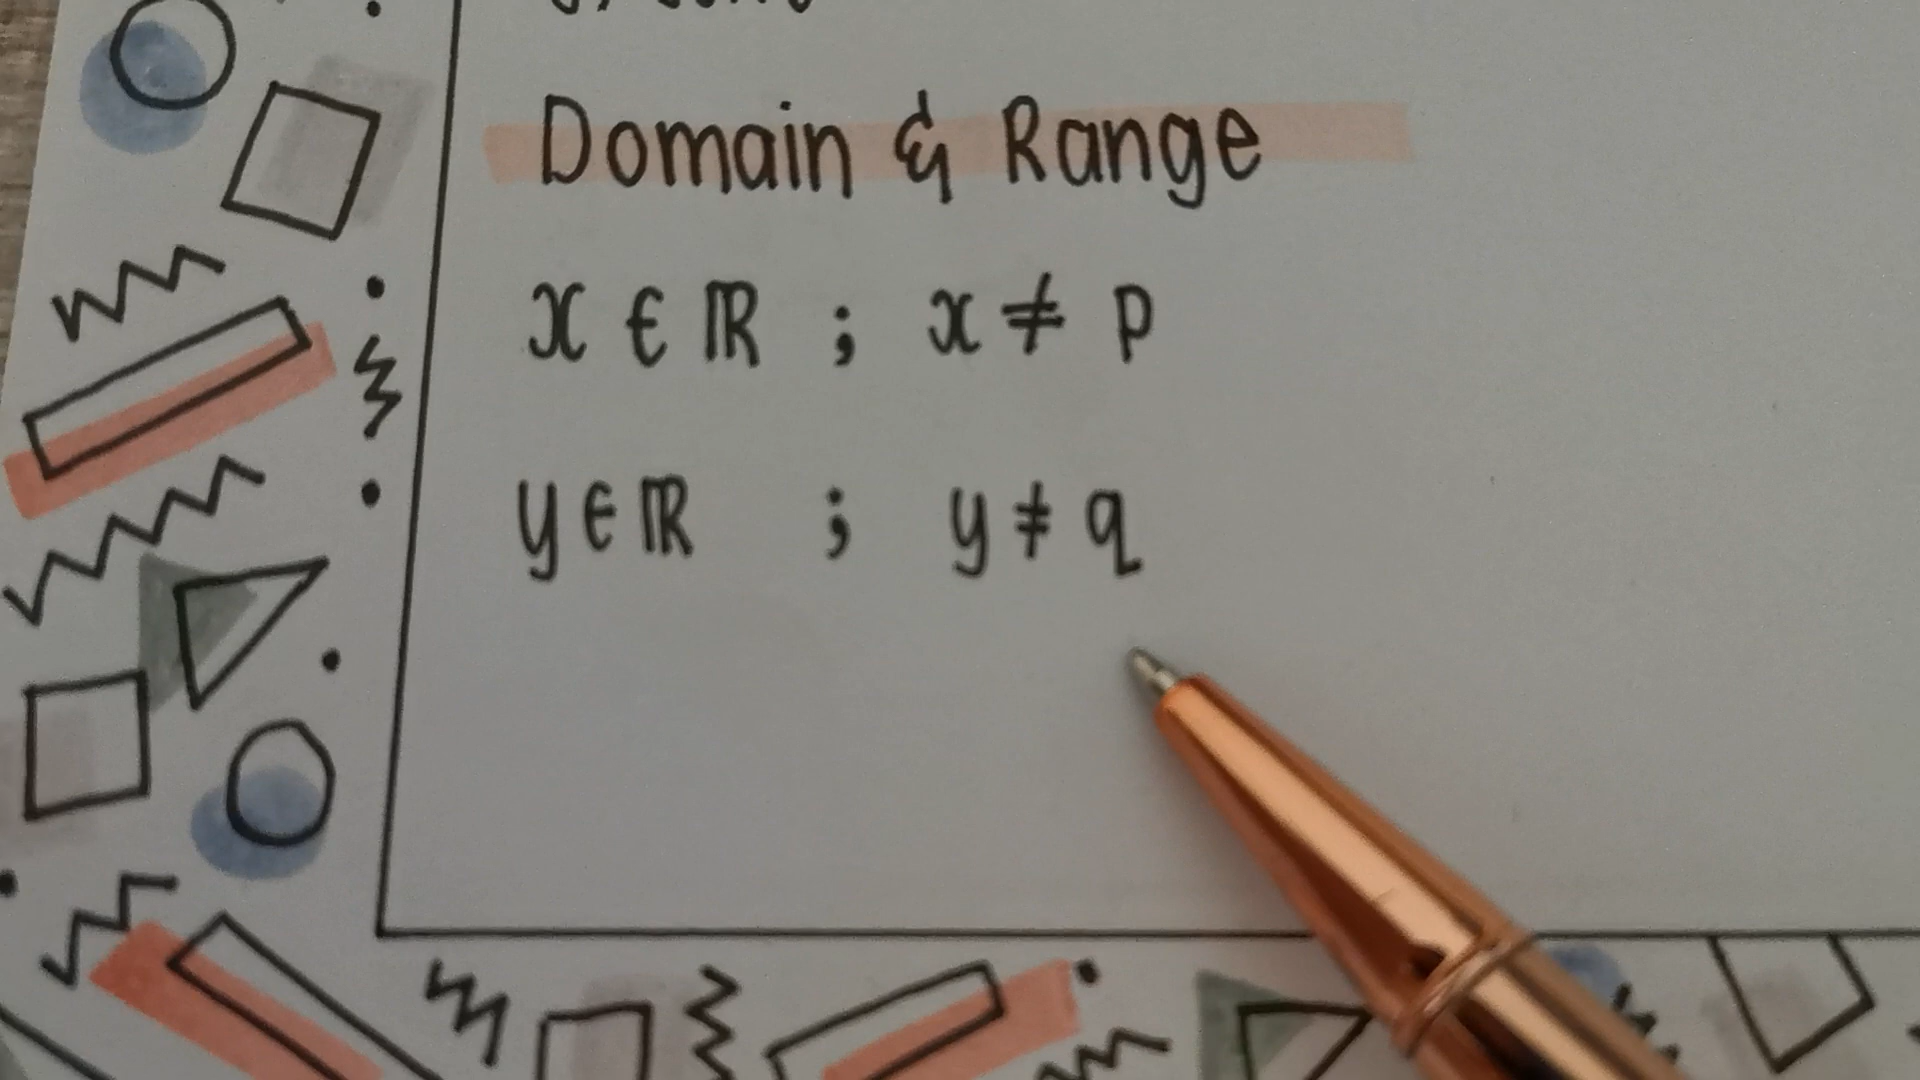 Domain & Range
x ∈ ℝ ; x ≠ p
y ∈ ℝ ; y ≠ q